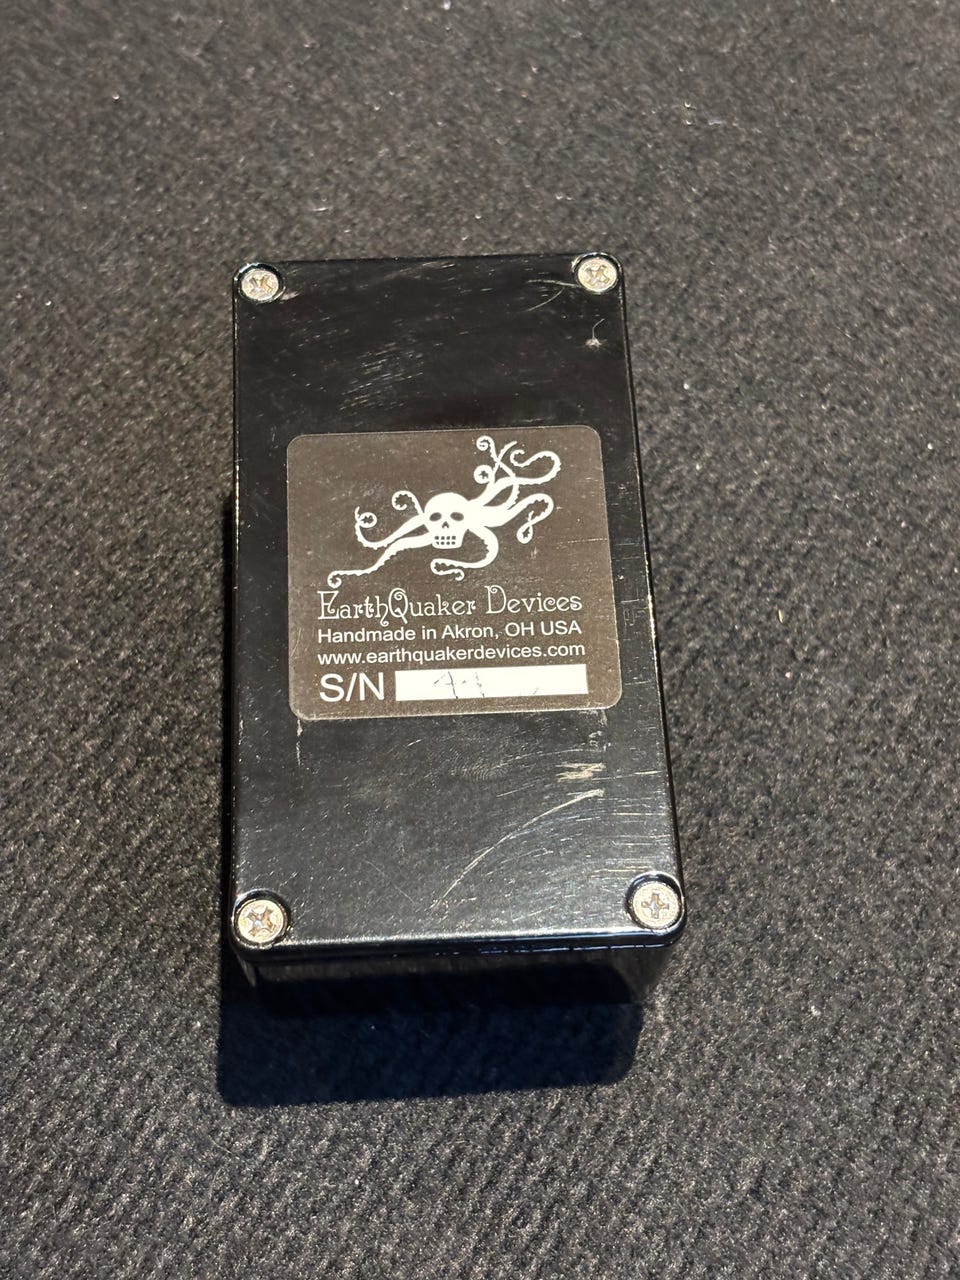 EarthQuaker Devices
Handmade in Akron, OH USA
www.earthquakerdevices.com
S/N